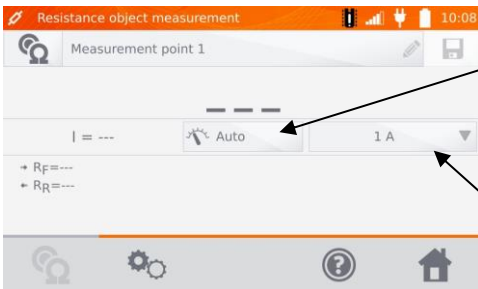 Resistance object measurement 10:08
Measurement point 1
---
I = --- Auto 1 A
→ RF=---
← RR=---